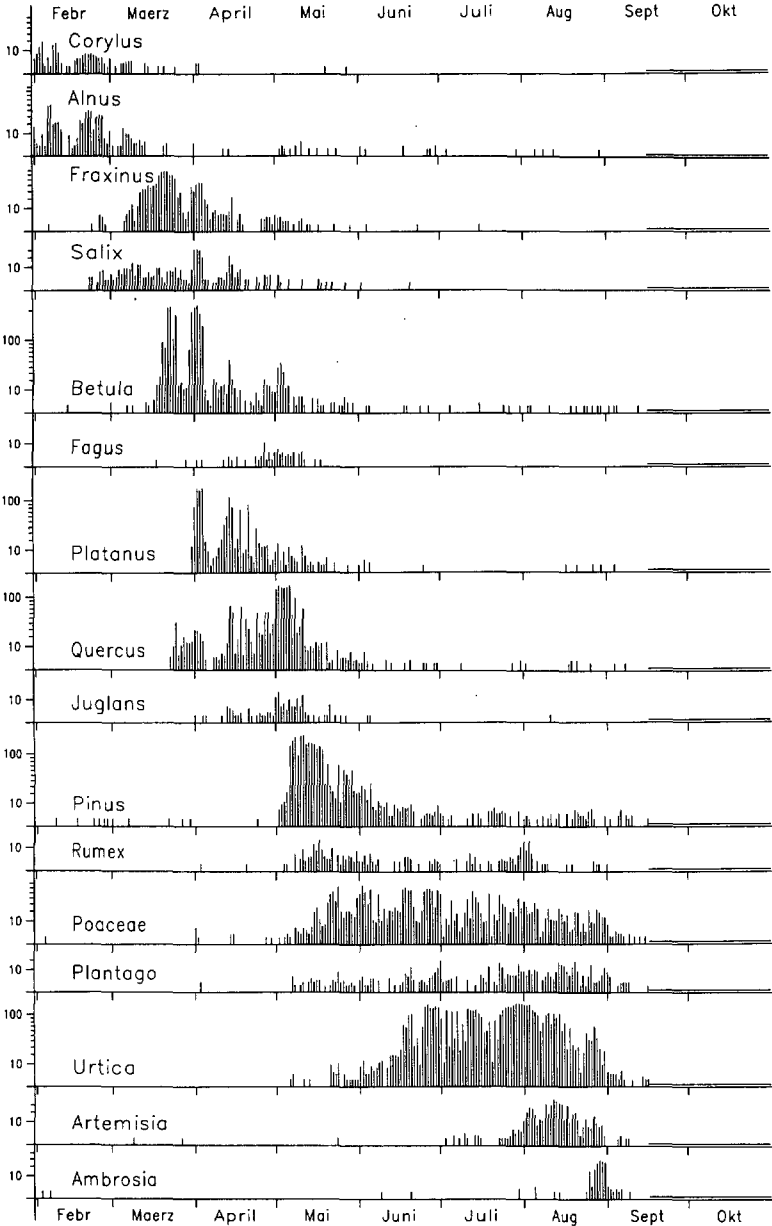 Febr Maerz April Mai Juni Juli Aug Sept Okt
Corylus
10
Alnus
10
Fraxinus
10
Salix
10
100
Betula
10
Fagus
10
100
Platanus
10
100
Quercus
10
Juglans
10
100
Pinus
10
Rumex
10
Poaceae
10
Plantago
10
100
Urtica
10
Artemisia
10
Ambrosia
10
Febr Maerz April Mai Juni Juli Aug Sept Okt